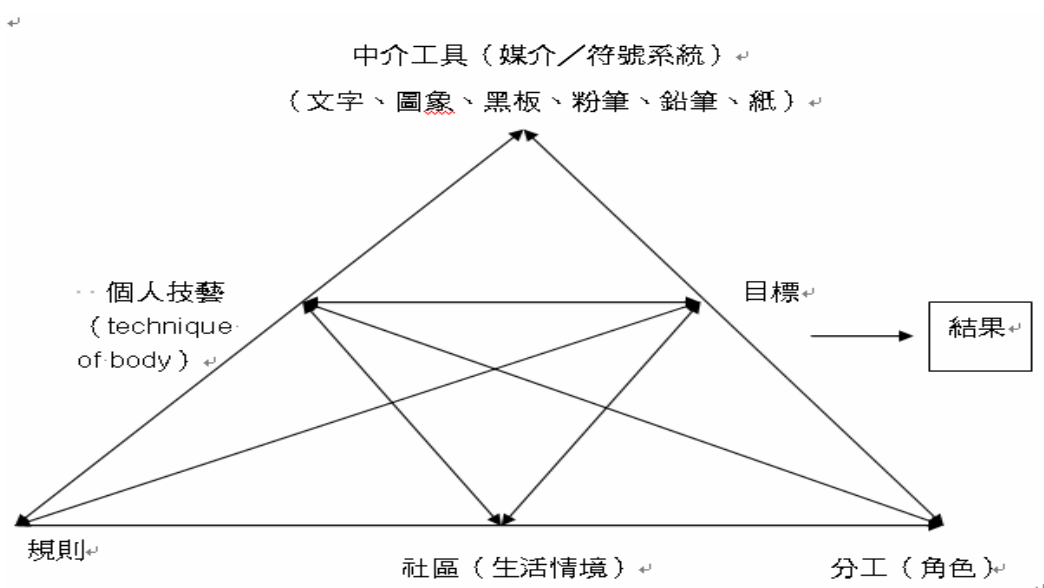 中介工具（媒介／符號系統）
（文字、圖象、黑板、粉筆、鉛筆、紙）
個人技藝
（technique
of body）
目標
結果
規則
社區（生活情境）
分工（角色）